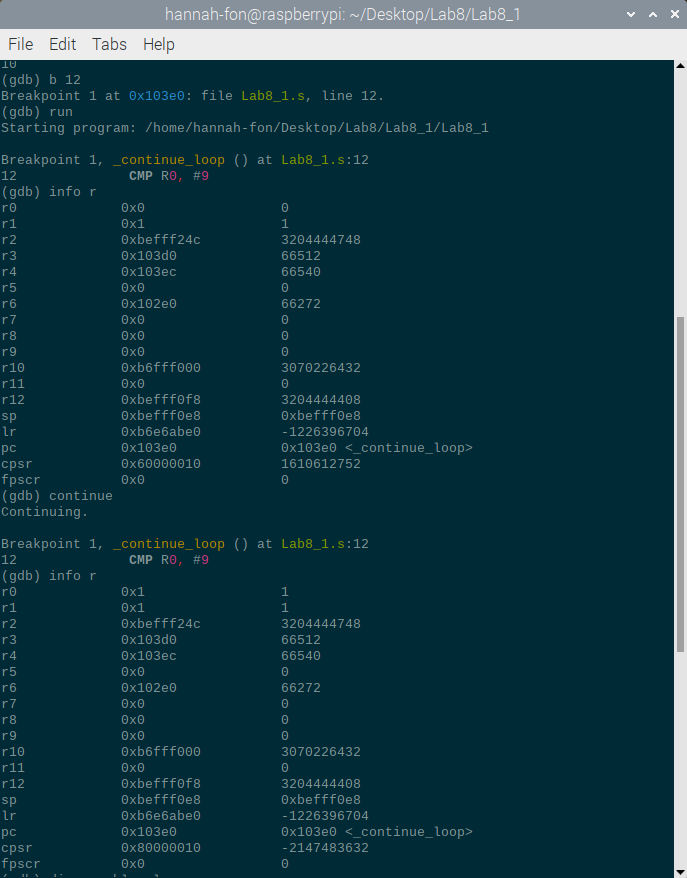 hannah-fon@raspberrypi: ~/Desktop/Lab8/Lab8_1
File Edit Tabs Help
10
(gdb) b 12
Breakpoint 1 at 0x103e0: file Lab8_1.s, line 12.
(gdb) run
Starting program: /home/hannah-fon/Desktop/Lab8/Lab8_1/Lab8_1
Breakpoint 1, _continue_loop () at Lab8_1.s:12
12 CMP R0, #9
(gdb) info r
r0 0x0 0
r1 0x1 1
r2 0xbefff24c 3204444748
r3 0x103d0 66512
r4 0x103ec 66540
r5 0x0 0
r6 0x102e0 66272
r7 0x0 0
r8 0x0 0
r9 0x0 0
r10 0xb6fff000 3070226432
r11 0x0 0
r12 0xbefff0f8 3204444408
sp 0xbefff0e8 0xbefff0e8
lr 0xb6e6abe0 -1226396704
pc 0x103e0 0x103e0 <_continue_loop>
cpsr 0x60000010 1610612752
fpscr 0x0 0
(gdb) continue
Continuing.
Breakpoint 1, _continue_loop () at Lab8_1.s:12
12 CMP R0, #9
(gdb) info r
r0 0x1 1
r1 0x1 1
r2 0xbefff24c 3204444748
r3 0x103d0 66512
r4 0x103ec 66540
r5 0x0 0
r6 0x102e0 66272
r7 0x0 0
r8 0x0 0
r9 0x0 0
r10 0xb6fff000 3070226432
r11 0x0 0
r12 0xbefff0f8 3204444408
sp 0xbefff0e8 0xbefff0e8
lr 0xb6e6abe0 -1226396704
pc 0x103e0 0x103e0 <_continue_loop>
cpsr 0x80000010 -2147483632
fpscr 0x0 0